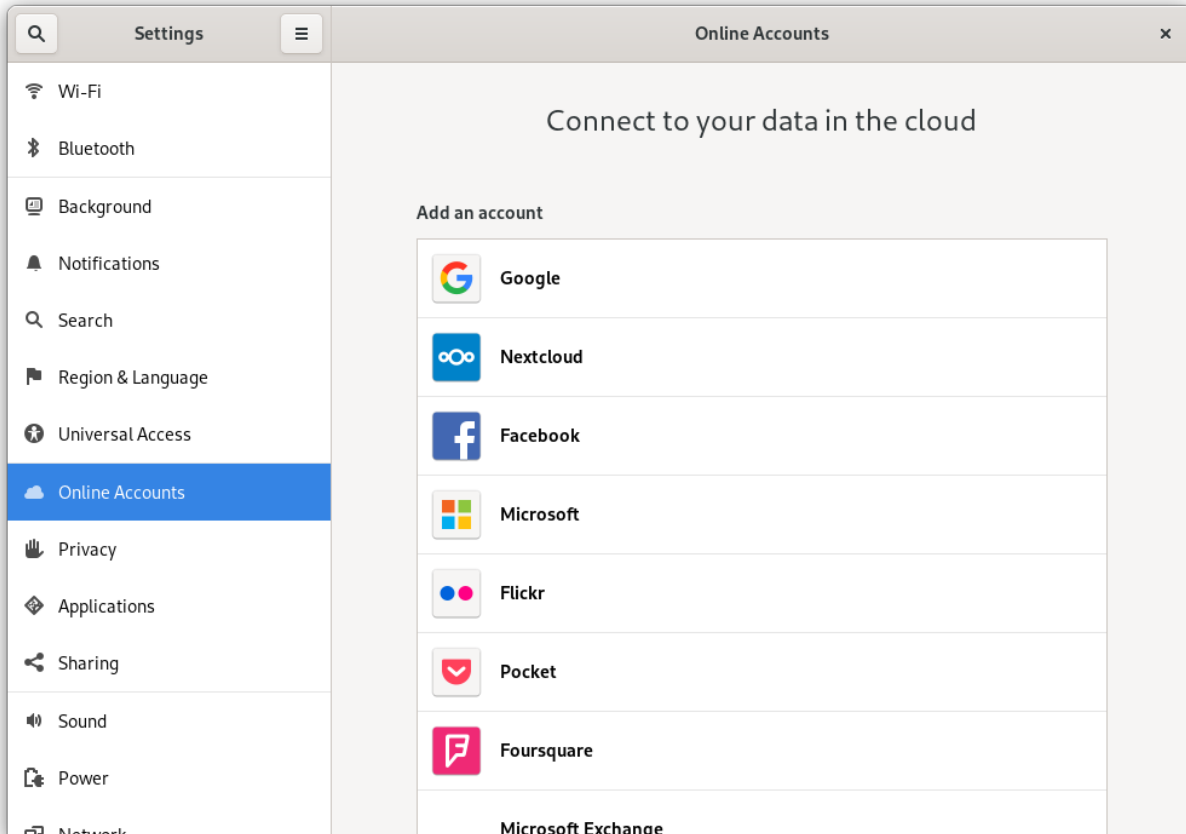 Settings
Online Accounts
Wi-Fi
Bluetooth
Background
Notifications
Search
Region & Language
Universal Access
Online Accounts
Privacy
Applications
Sharing
Sound
Power
Network
Connect to your data in the cloud
Add an account
Google
Nextcloud
Facebook
Microsoft
Flickr
Pocket
Foursquare
Microsoft Exchange